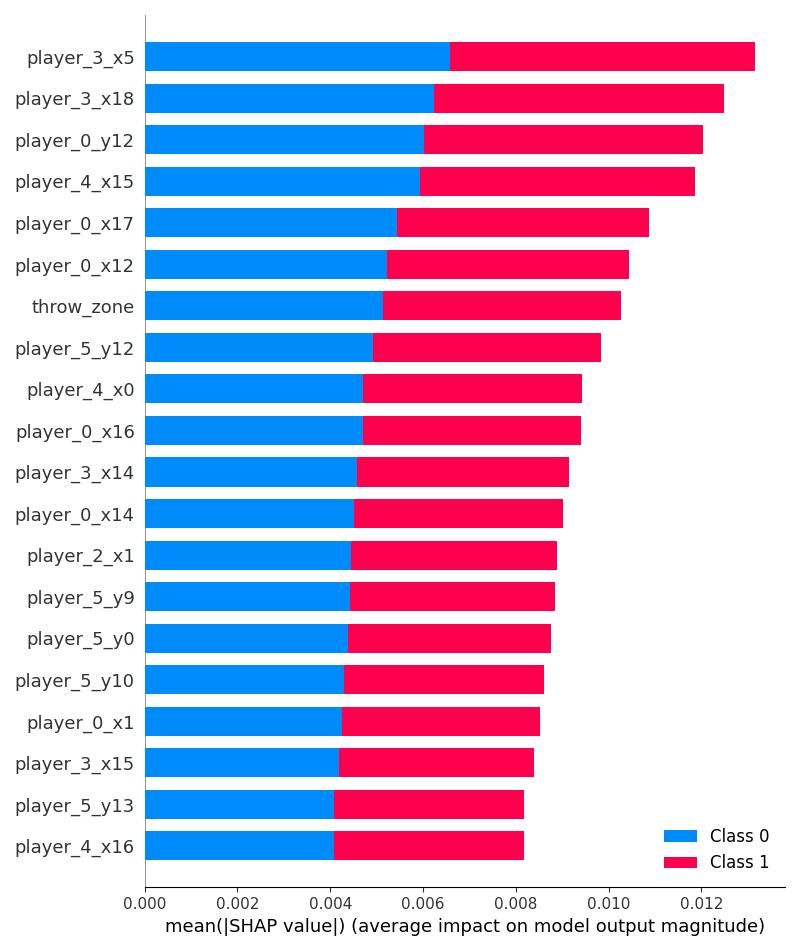 player_3_x5
player_3_x18
player_0_y12
player_4_x15
player_0_x17
player_0_x12
throw_zone
player_5_y12
player_4_x0
player_0_x16
player_3_x14
player_0_x14
player_2_x1
player_5_y9
player_5_y0
player_5_y10
player_0_x1
player_3_x15
player_5_y13
player_4_x16
Class 0
Class 1
0.000 0.002 0.004 0.006 0.008 0.010 0.012
mean(|SHAP value|) (average impact on model output magnitude)